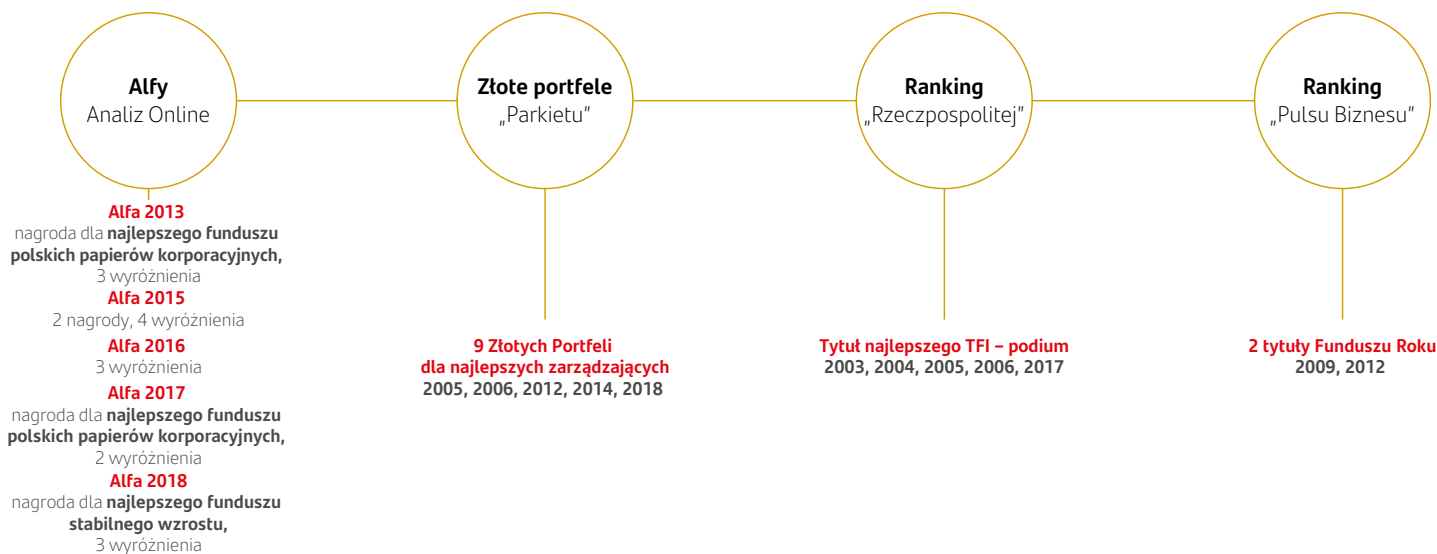 Alfy
Analiz Online
Alfa 2013
nagroda dla najlepszego funduszu
polskich papierów korporacyjnych,
3 wyróżnienia
Alfa 2015
2 nagrody, 4 wyróżnienia
Alfa 2016
3 wyróżnienia
Alfa 2017
nagroda dla najlepszego funduszu
polskich papierów korporacyjnych,
2 wyróżnienia
Alfa 2018
nagroda dla najlepszego funduszu
stabilnego wzrostu,
3 wyróżnienia
Złote portfele
„Parkietu”
9 Złotych Portfeli
dla najlepszych zarządzających
2005, 2006, 2012, 2014, 2018
Ranking
„Rzeczpospolitej”
Tytuł najlepszego TFI – podium
2003, 2004, 2005, 2006, 2017
Ranking
„Pulsu Biznesu”
2 tytuły Funduszu Roku
2009, 2012